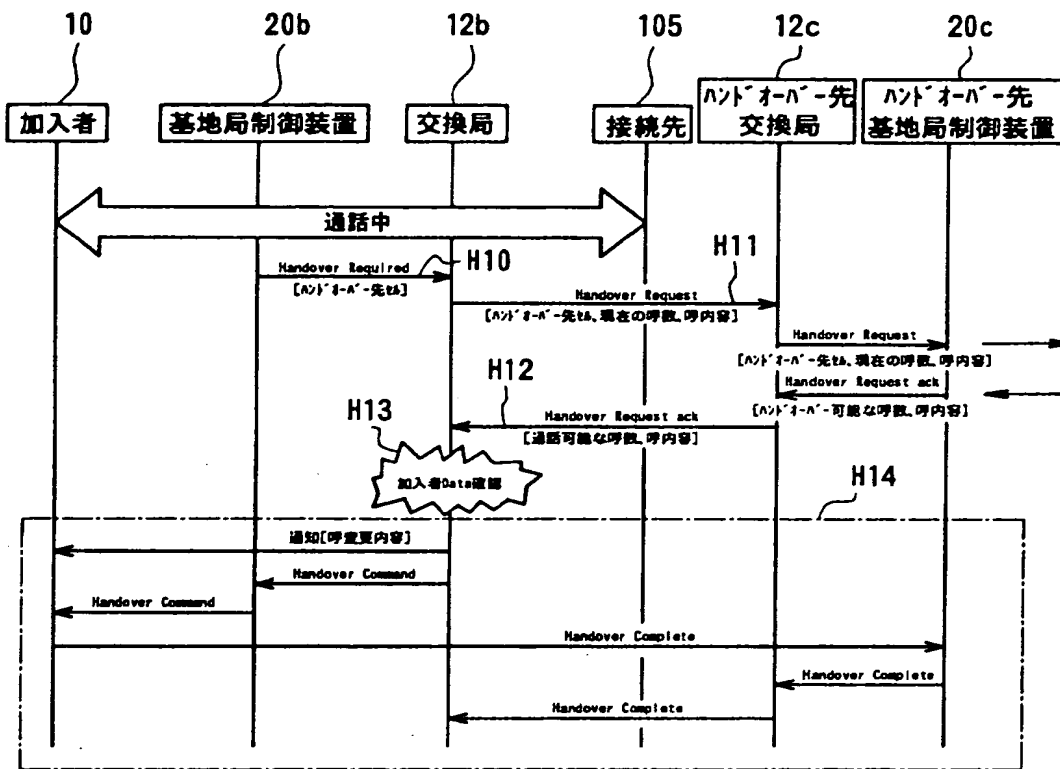 10
20b
12b
105
12c
20c
加入者
基地局制御装置
交換局
接続先
ハンドオーバー先
交換局
ハンドオーバー先
基地局制御装置
通話中
Handover Required
H10
[ハンドオーバー先セル]
H11
Handover Request
[ハンドオーバー先セル、現在の呼数、呼内容]
Handover Request
[ハンドオーバー先セル、現在の呼数、呼内容]
Handover Request ack
[ハンドオーバー可能な呼数、呼内容]
H12
Handover Request ack
[通話可能な呼数、呼内容]
H13
加入者Data確認
H14
通知[呼変更内容]
Handover Command
Handover Command
Handover Complete
Handover Complete
Handover Complete